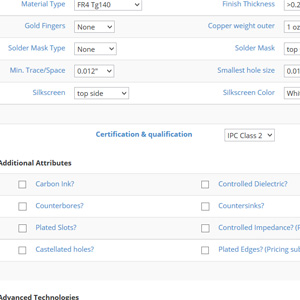 Material Type FR4 Tg140 Finish Thickness >0.2
Gold Fingers None Copper weight outer 1 oz
Solder Mask Type None Solder Mask top
Min. Trace/Space 0.012" Smallest hole size 0.01
Silkscreen top side Silkscreen Color Whi
Certification & qualification IPC Class 2
Additional Attributes
Carbon Ink? Controlled Dielectric?
Counterbores? Countersinks?
Plated Slots? Controlled Impedance? (P
Castellated holes? Plated Edges? (Pricing sub
Advanced Technologies